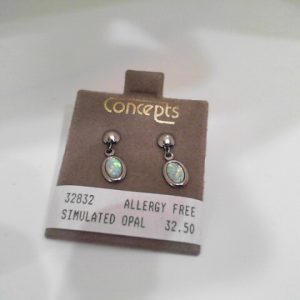 Concepts
32832 ALLERGY FREE
SIMULATED OPAL 32.50